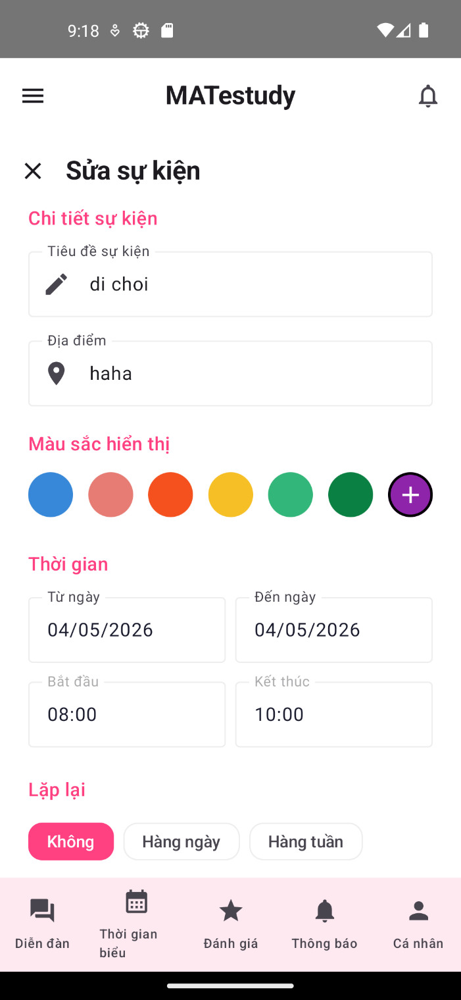 9:18
MATestudy
Sửa sự kiện
Chi tiết sự kiện
Tiêu đề sự kiện
di choi
Địa điểm
haha
Màu sắc hiển thị
Thời gian
Từ ngày
Đến ngày
04/05/2026
04/05/2026
Bắt đầu
Kết thúc
08:00
10:00
Lặp lại
Không
Hàng ngày
Hàng tuần
Diễn đàn
Thời gian
biểu
Đánh giá
Thông báo
Cá nhân